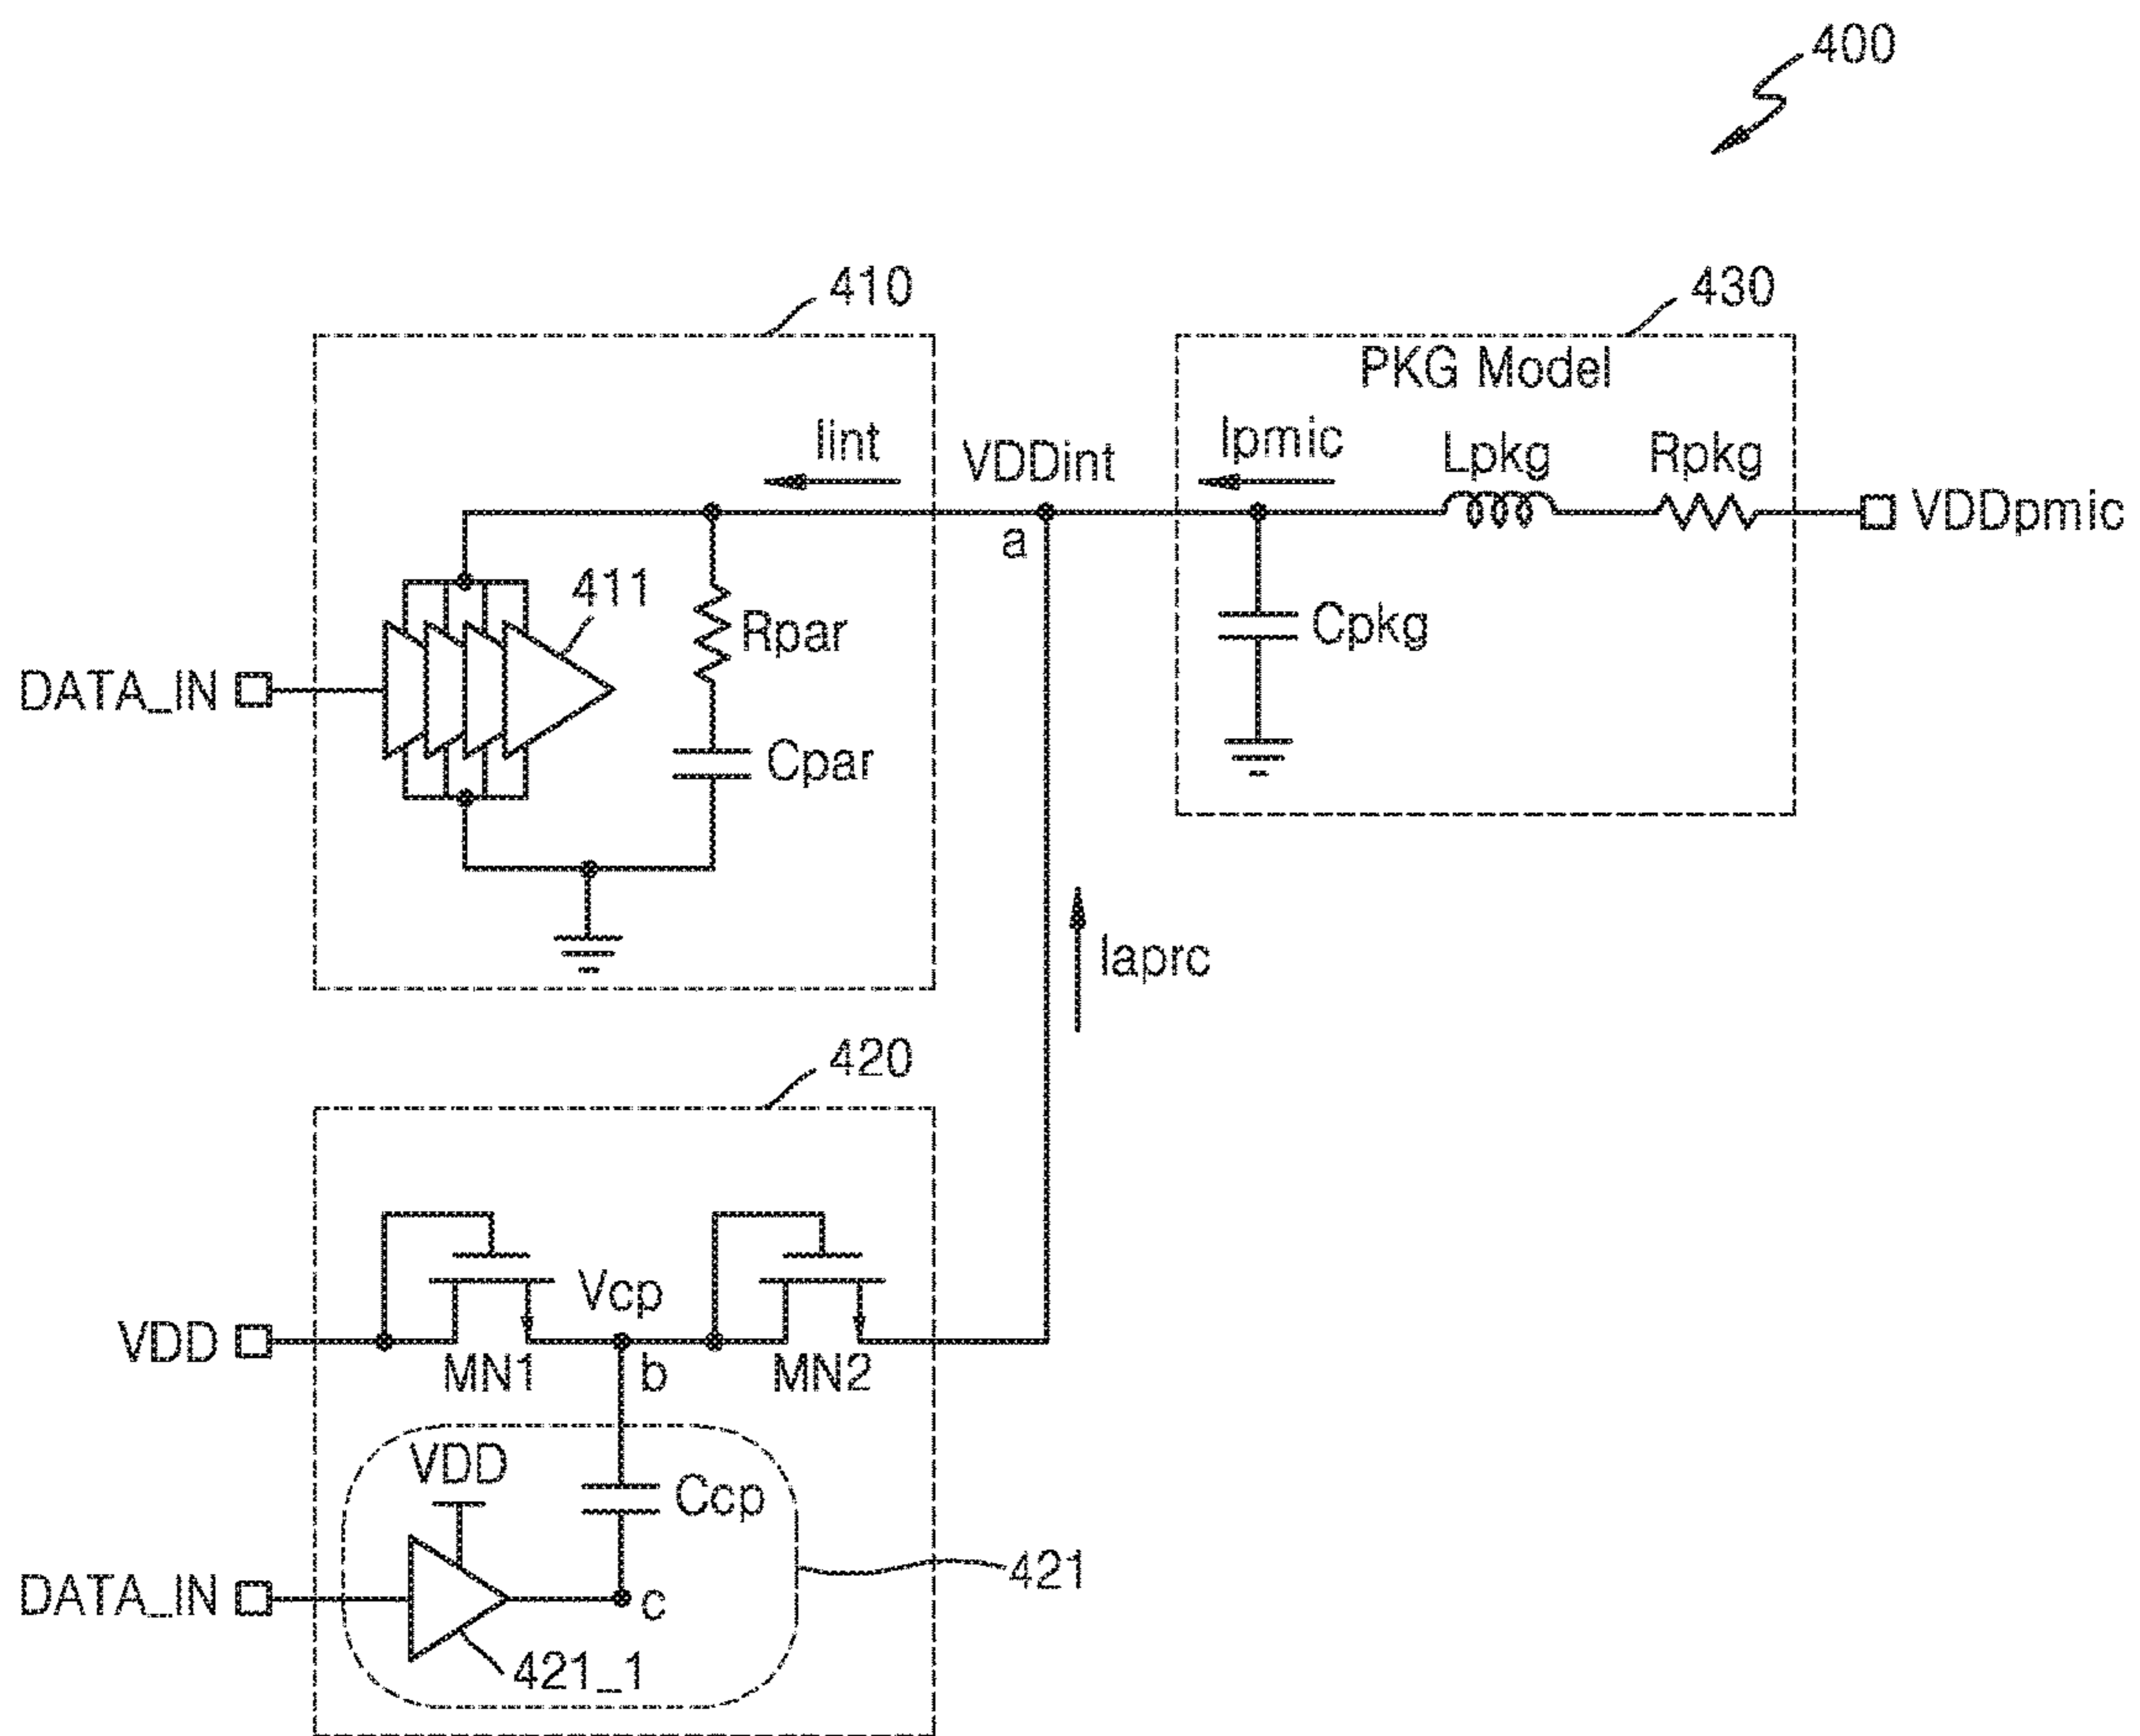 400
410
430
PKG Model
Iint
VDDint
Ipmic
Lpkg
Rpkg
VDDpmic
a
411
Rpar
Cpkg
DATA_IN
Cpar
Iaprc
420
Vcp
VDD
MN1
b
MN2
VDD
Ccp
421
DATA_IN
c
421_1